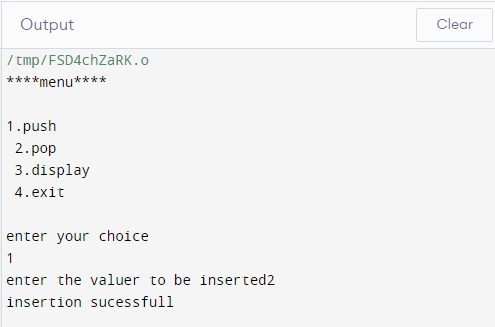 Output
Clear
/tmp/FSD4chZaRK.o
****menu****
1.push
2.pop
3.display
4.exit
enter your choice
1
enter the valuer to be inserted2
insertion sucessfull